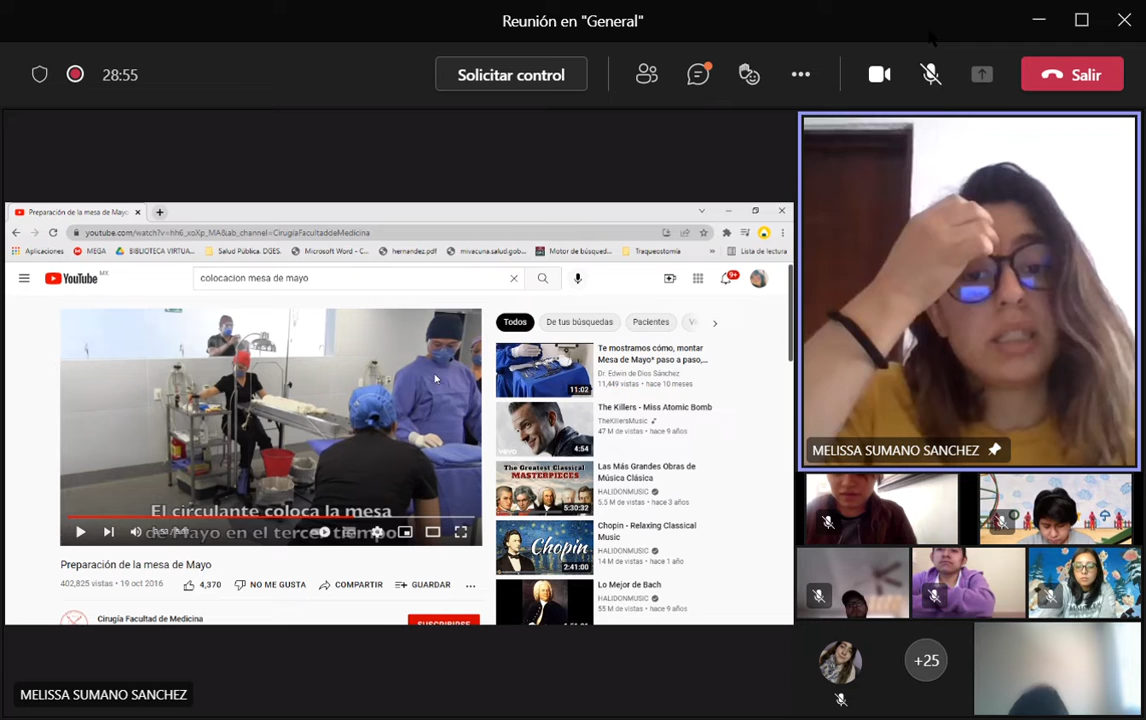 Reunión en "General"
28:55
Solicitar control
Salir
Preparación de la mesa de Mayo
youtube.com/watch?v=hh6_xoXp_MA&ab_channel=CirugíaFacultaddeMedicina
Aplicaciones
MEGA
BIBLIOTECA VIRTUA...
Salud Pública. DGES.
Microsoft Word - C...
hernandez.pdf
mivacuna.salud.gob...
Motor de búsqued...
Traqueostomia
»
Lista de lectura
YouTube MX
colocacion mesa de mayo
9+
Todos
De tus búsquedas
Pacientes
Te mostramos cómo, montar
Mesa de Mayo* paso a paso,...
Dr. Edwin de Dios Sánchez
11,449 vistas • hace 10 meses
11:02
The Killers - Miss Atomic Bomb
TheKillersMusic
47 M de vistas • hace 9 años
vevo
4:54
The Greatest Classical
MASTERPIECES
5:30:32
Las Más Grandes Obras de
Música Clásica
HALIDONMUSIC
5.5 M de vistas • hace 3 años
Chopin
2:41:00
Chopin - Relaxing Classical
Music
HALIDONMUSIC
14 M de vistas • hace 1 año
Lo Mejor de Bach
HALIDONMUSIC
55 M de vistas • hace 9 años
El circulante coloca la mesa
de mayo en el tercer tiempo
Preparación de la mesa de Mayo
402,825 vistas • 19 oct 2016
4,370
NO ME GUSTA
COMPARTIR
GUARDAR
...
Cirugía Facultad de Medicina
SUSCRIBIRSE
MELISSA SUMANO SANCHEZ
+25
MELISSA SUMANO SANCHEZ